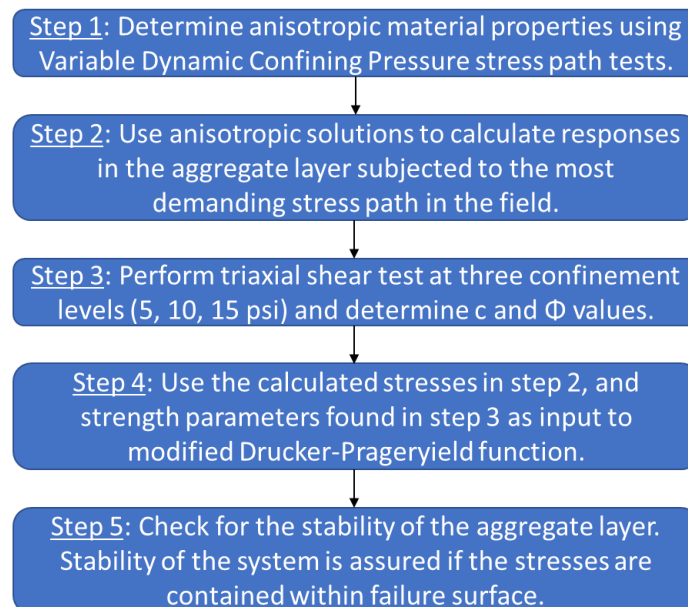 Step 1: Determine anisotropic material properties using
Variable Dynamic Confining Pressure stress path tests.
Step 2: Use anisotropic solutions to calculate responses
in the aggregate layer subjected to the most
demanding stress path in the field.
Step 3: Perform triaxial shear test at three confinement
levels (5, 10, 15 psi) and determine c and Φ values.
Step 4: Use the calculated stresses in step 2, and
strength parameters found in step 3 as input to
modified Drucker-Prageryield function.
Step 5: Check for the stability of the aggregate layer.
Stability of the system is assured if the stresses are
contained within failure surface.